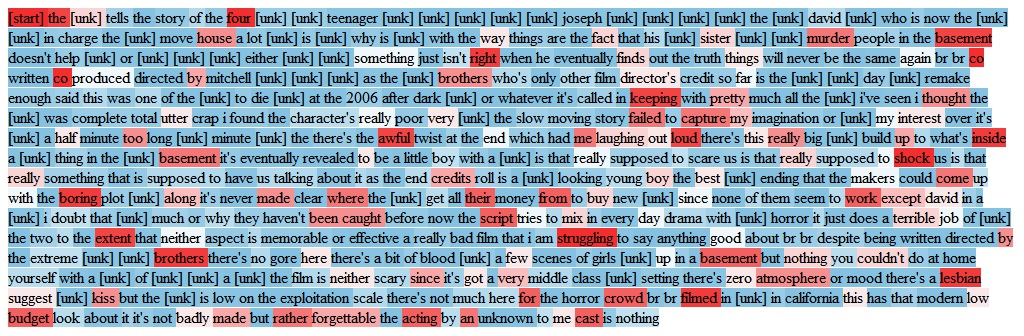 [start] the [unk] tells the story of the four [unk] [unk] teenager [unk] [unk] [unk] [unk] [unk] joseph [unk] [unk] [unk] [unk] the [unk] david [unk] who is now the [unk]
[unk] in charge the [unk] move house a lot [unk] is [unk] why is [unk] with the way things are the fact that his [unk] sister [unk] [unk] murder people in the basement
doesn't help [unk] or [unk] [unk] [unk] either [unk] something just isn't right when he eventually finds out the truth things will never be the same again br br co
written co produced directed by mitchell [unk] [unk] [unk] as the [unk] brothers who's only other film director's credit so far is the [unk] [unk] day [unk] remake
enough said this was one of the [unk] to die [unk] at the 2006 after dark [unk] or whatever it's called in keeping with pretty much all the [unk] i've seen i thought the
[unk] was complete total utter crap i found the character's really poor very [unk] the slow moving story failed to capture my imagination or [unk] my interest over it's
[unk] a half minute too long [unk] minute [unk] the there's the awful twist at the end which had me laughing out loud there's this really big [unk] build up to what's inside
a [unk] thing in the [unk] basement it's eventually revealed to be a little boy with a [unk] is that really supposed to scare us is that really supposed to shock us is that
really something that is supposed to have us talking about it as the end credits roll is a [unk] looking young boy the best [unk] ending that the makers could come up
with the boring plot [unk] along it's never made clear where the [unk] get all their money from to buy new [unk] since none of them seem to work except david in a
[unk] i doubt that [unk] much or why they haven't been caught before now the script tries to mix in every day drama with [unk] horror it just does a terrible job of [unk]
the two to the extent that neither aspect is memorable or effective a really bad film that i am struggling to say anything good about br br despite being written directed by
the extreme [unk] [unk] brothers there's no gore here there's a bit of blood [unk] a few scenes of girls [unk] up in a basement but nothing you couldn't do at home
yourself with a [unk] of [unk] [unk] a [unk] the film is neither scary since it's got a very middle class [unk] setting there's zero atmosphere or mood there's a lesbian
suggest [unk] kiss but the [unk] is low on the exploitation scale there's not much here for the horror crowd br br filmed in [unk] in california this has that modern low
budget look about it it's not badly made but rather forgettable the acting by an unknown to me cast is nothing